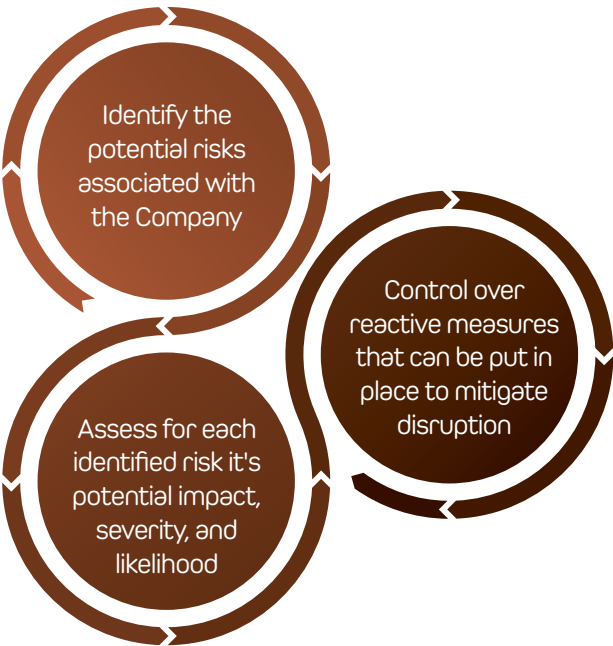 Identify the
potential risks
associated with
the Company
Assess for each
identified risk it's
potential impact,
severity, and
likelihood
Control over
reactive measures
that can be put in
place to mitigate
disruption